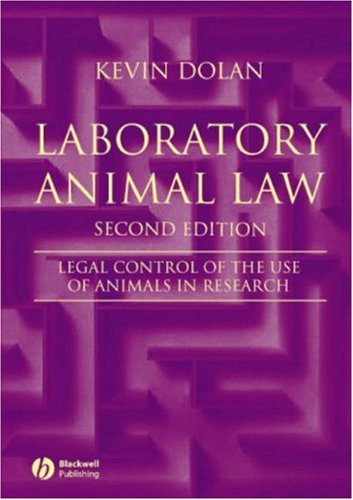 KEVIN DOLAN
LABORATORY
ANIMAL LAW
SECOND EDITION
LEGAL CONTROL OF THE USE
OF ANIMALS IN RESEARCH
Blackwell
Publishing